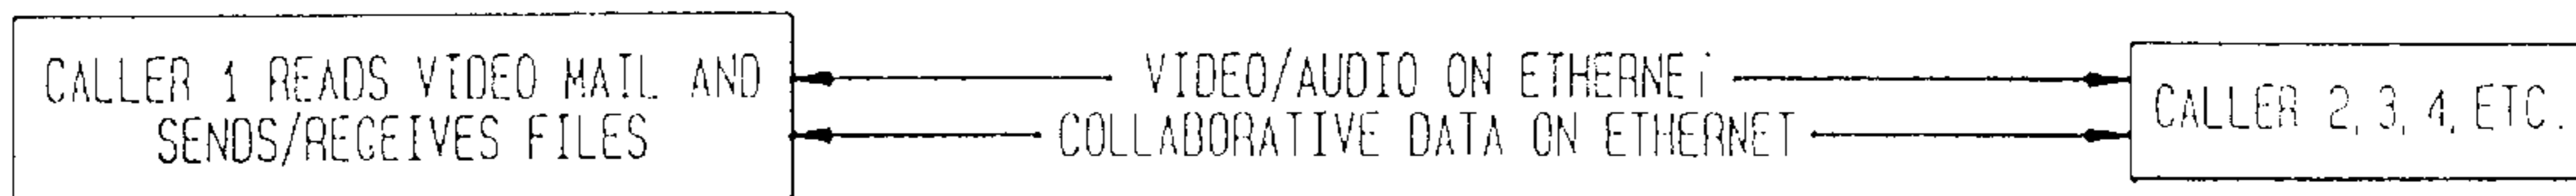 CALLER 1 READS VIDEO MAIL AND
SENDS/RECEIVES FILES
VIDEO/AUDIO ON ETHERNET
COLLABORATIVE DATA ON ETHERNET
CALLER 2, 3, 4, ETC.